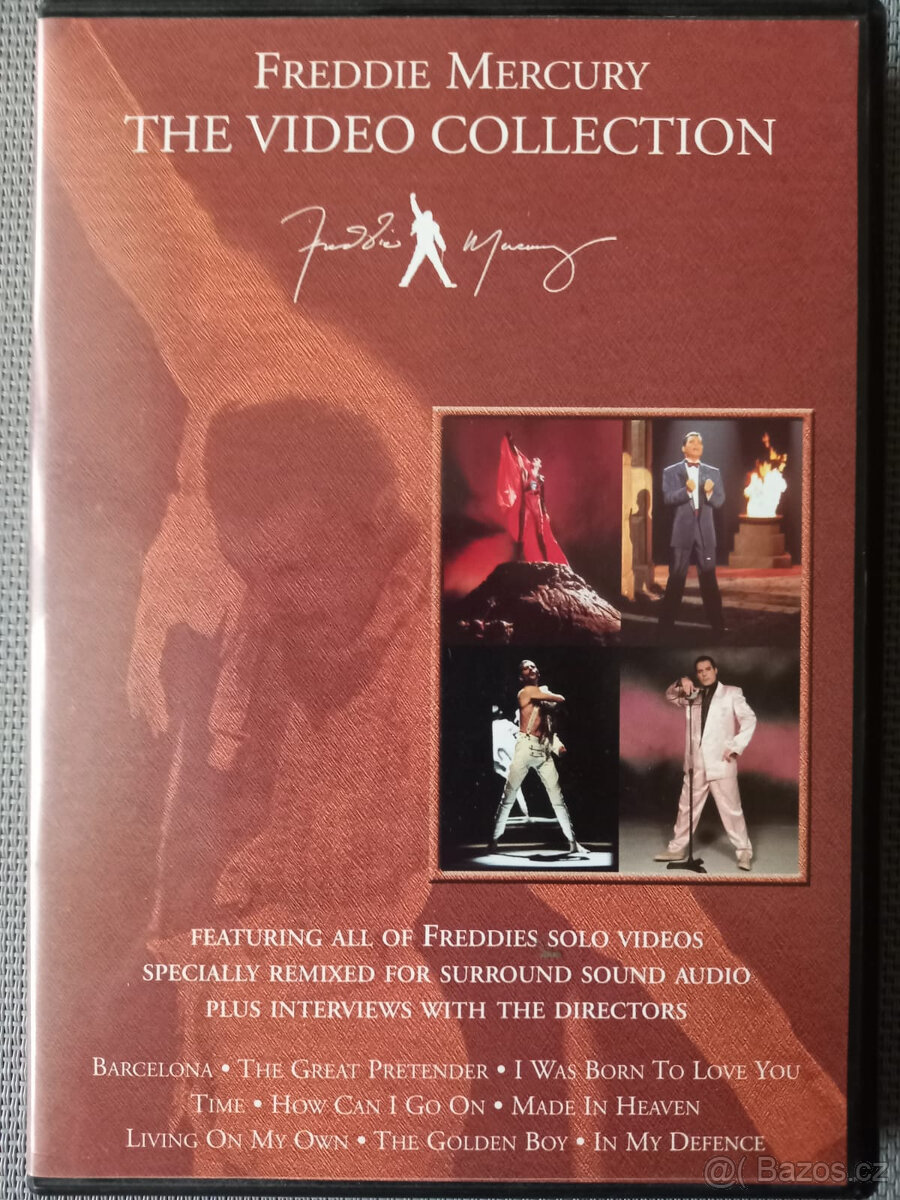 FREDDIE MERCURY
THE VIDEO COLLECTION
Freddie Mercury
FEATURING ALL OF FREDDIES SOLO VIDEOS
SPECIALLY REMIXED FOR SURROUND SOUND AUDIO
PLUS INTERVIEWS WITH THE DIRECTORS
BARCELONA • THE GREAT PRETENDER • I WAS BORN TO LOVE YOU
TIME • HOW CAN I GO ON • MADE IN HEAVEN
LIVING ON MY OWN • THE GOLDEN BOY • IN MY DEFENCE
@( Bazos.cz